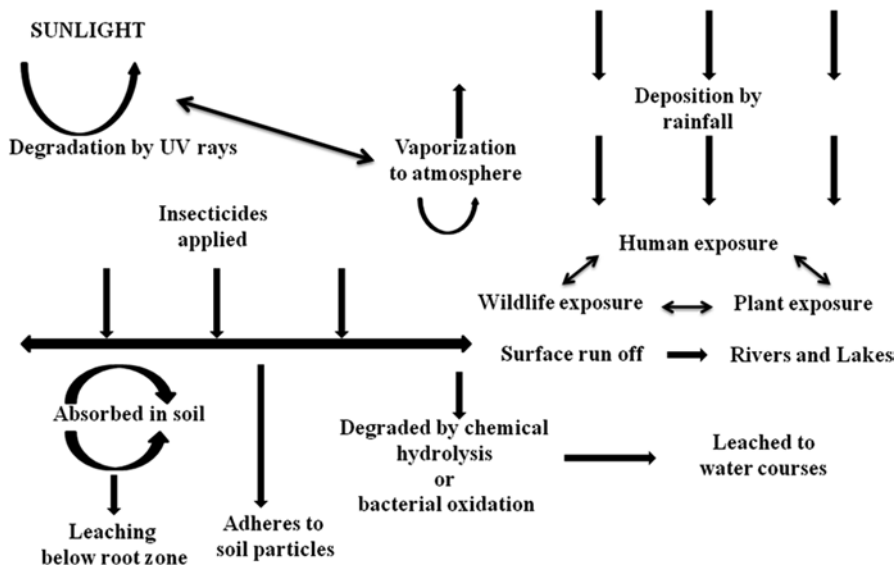 SUNLIGHT
Degradation by UV rays
Vaporization
to atmosphere
Deposition by
rainfall
Insecticides
applied
Human exposure
Wildlife exposure
Plant exposure
Surface run off
Rivers and Lakes
Absorbed in soil
Degraded by chemical
hydrolysis
or
bacterial oxidation
Leached to
water courses
Leaching
below root zone
Adheres to
soil particles